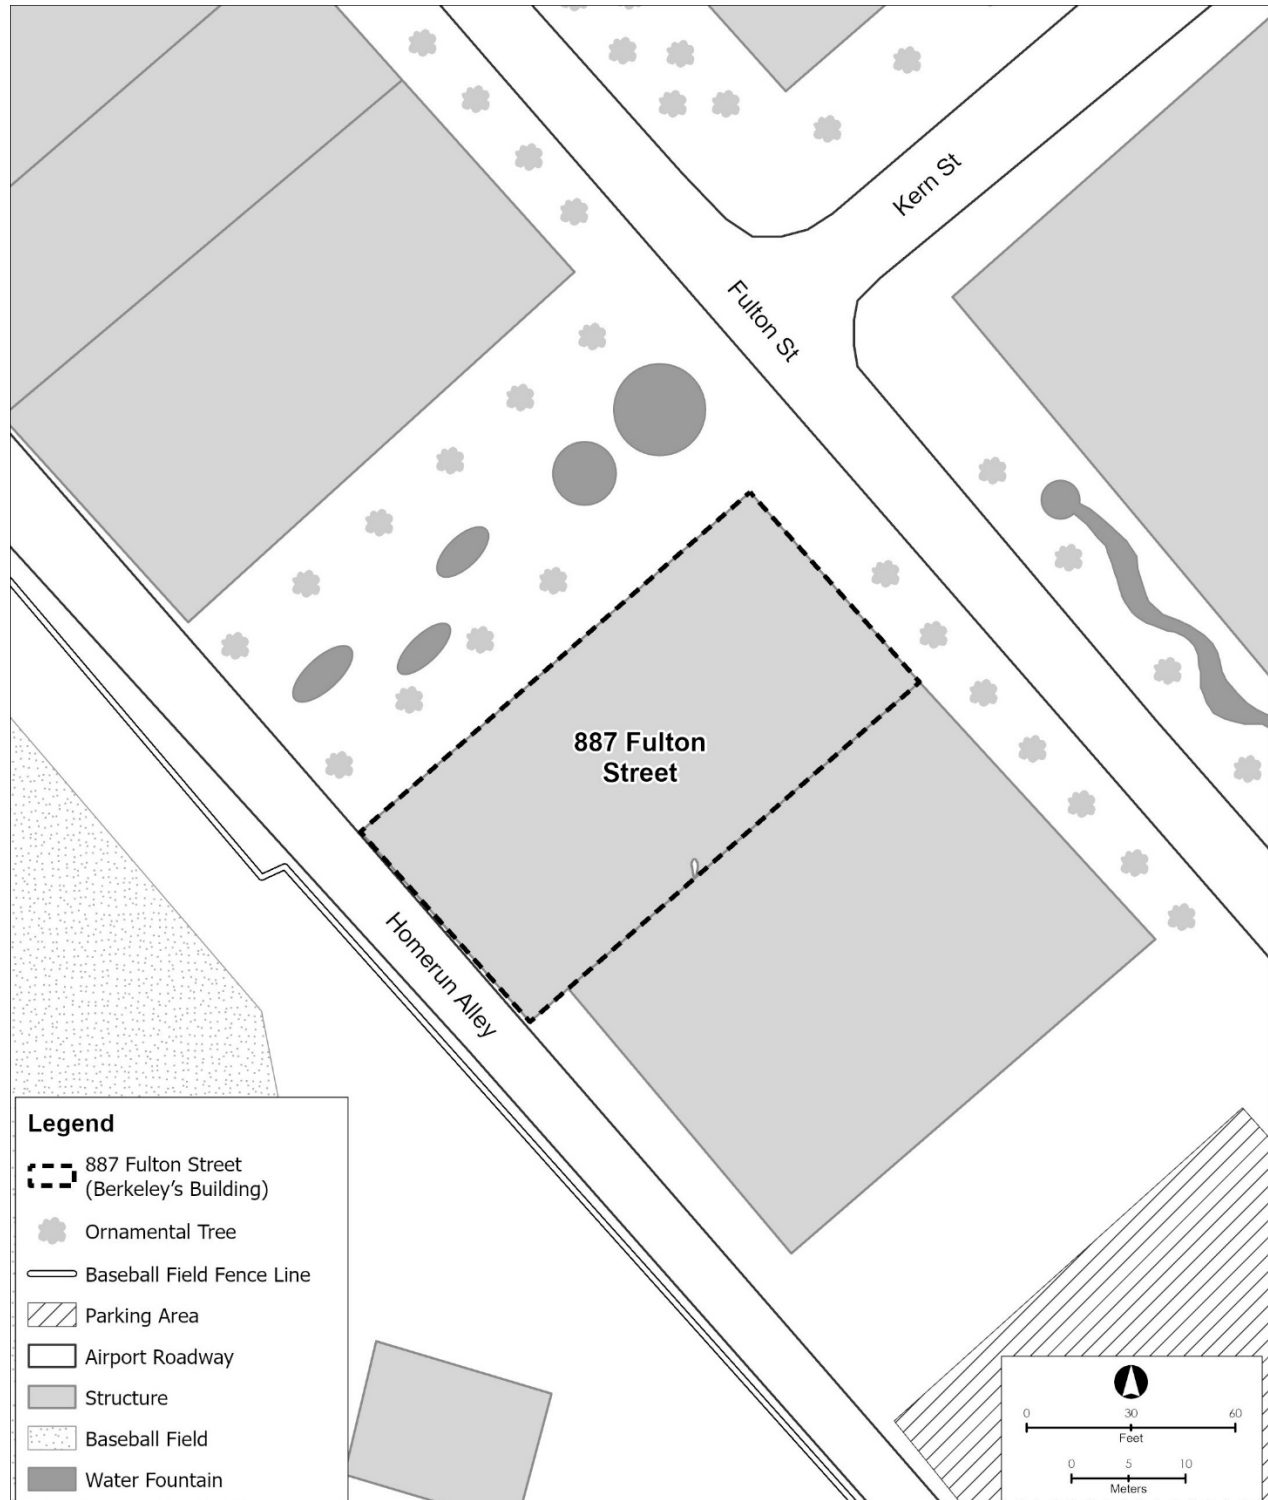 Kern St
Fulton St
887 Fulton
Street
Homerun Alley
Legend
887 Fulton Street
(Berkeley's Building)
Ornamental Tree
Baseball Field Fence Line
Parking Area
Airport Roadway
Structure
Baseball Field
Water Fountain
0 30 60
Feet
0 5 10
Meters